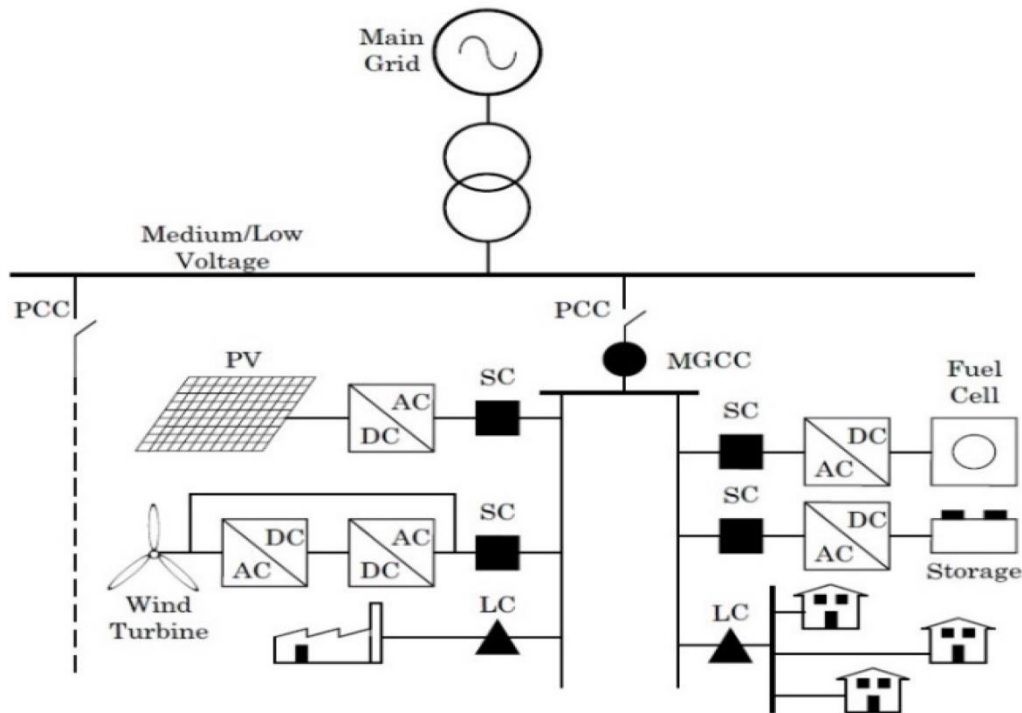 Main
Grid
Medium/Low
Voltage
PCC
PCC
MGCC
PV
AC
DC
SC
SC
DC
AC
Fuel
Cell
DC
AC
AC
DC
SC
SC
DC
AC
Storage
Wind
Turbine
LC
LC